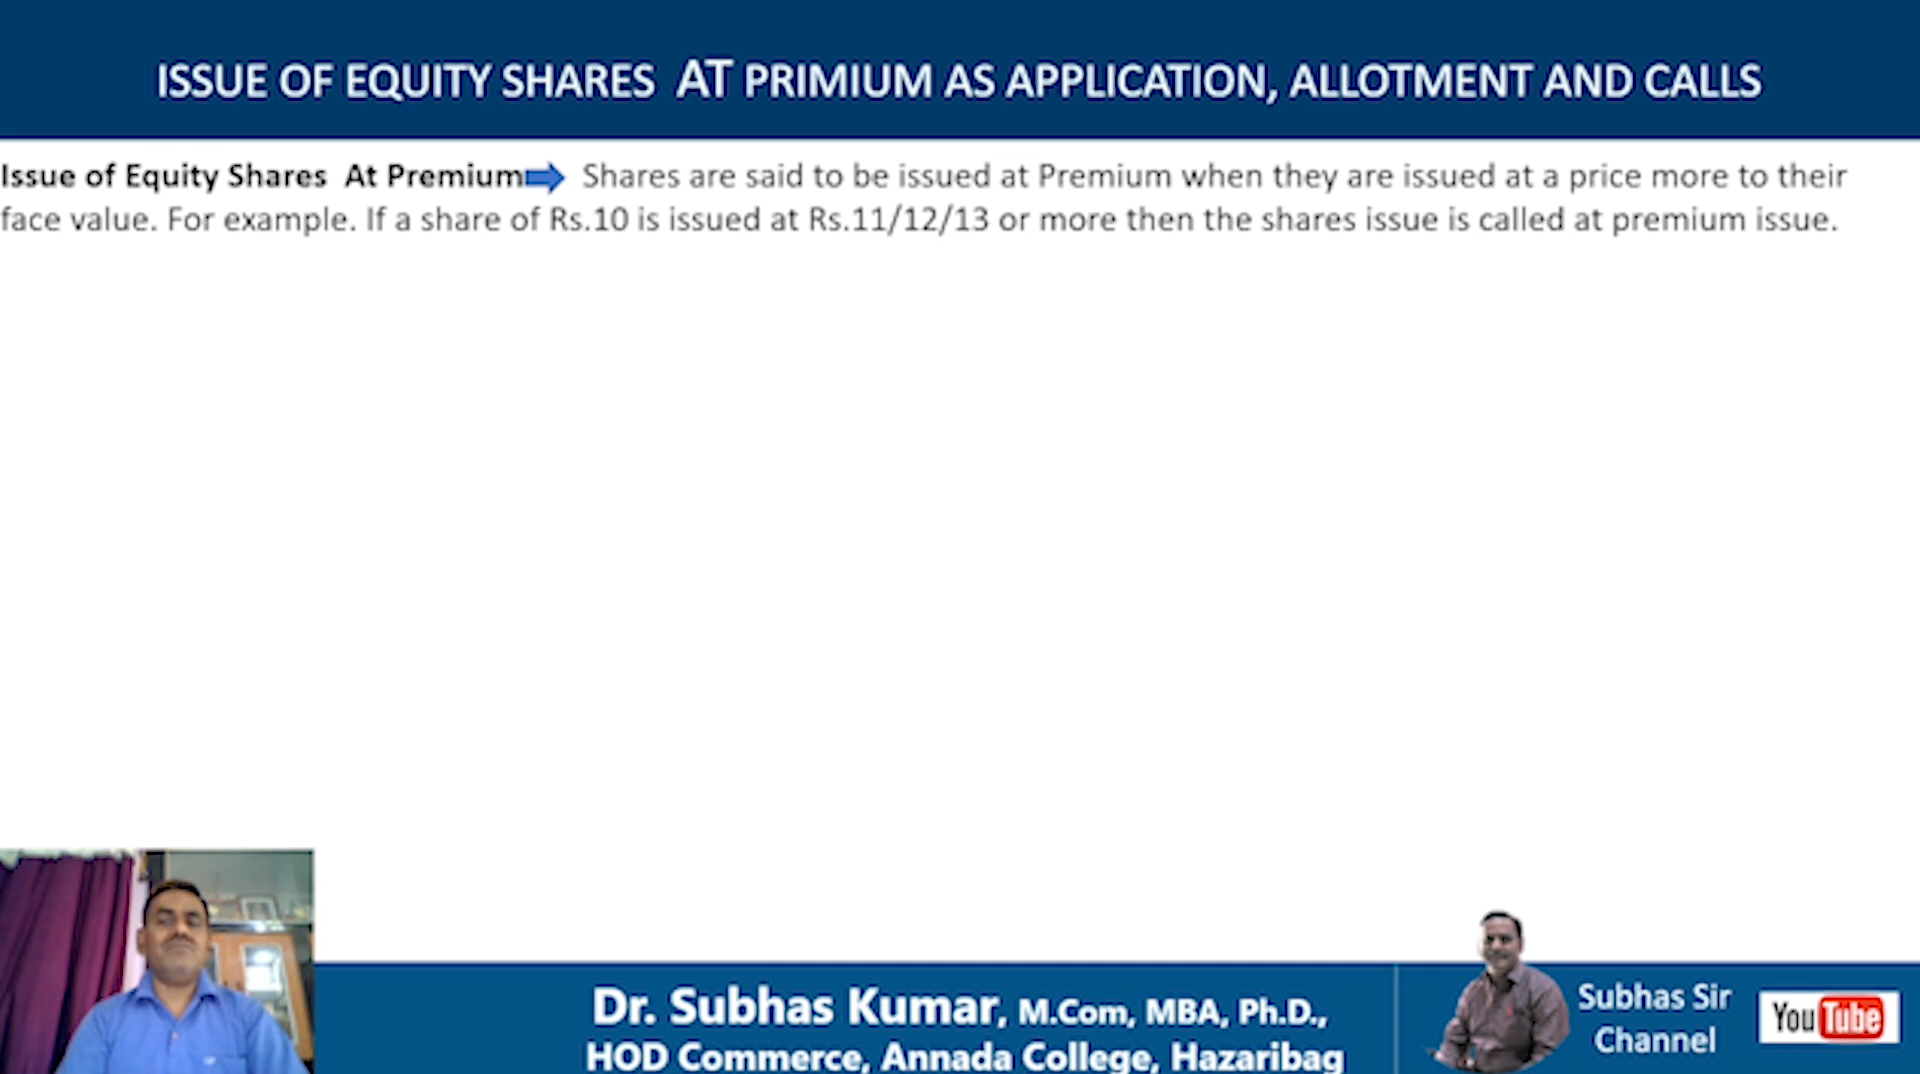 ISSUE OF EQUITY SHARES AT PRIMIUM AS APPLICATION, ALLOTMENT AND CALLS
Issue of Equity Shares At Premium Shares are said to be issued at Premium when they are issued at a price more to their
face value. For example. If a share of Rs.10 is issued at Rs.11/12/13 or more then the shares issue is called at premium issue.
Dr. Subhas Kumar, M.Com, MBA, Ph.D.,
HOD Commerce, Annada College, Hazaribag
Subhas Sir
Channel
YouTube